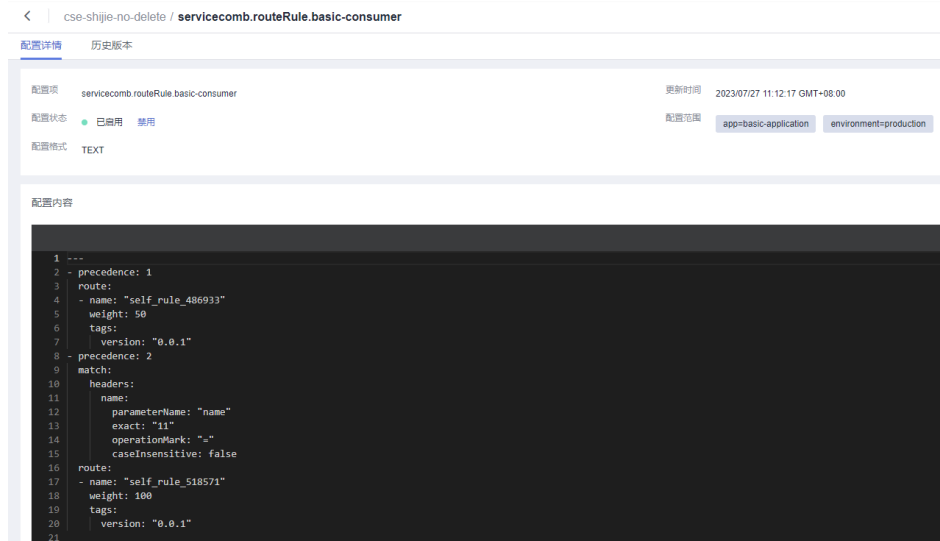 cse-shijie-no-delete / servicecomb.routeRule.basic-consumer
配置详情 历史版本
配置项 servicecomb.routeRule.basic-consumer 更新时间 2023/07/27 11:12:17 GMT+08:00
配置状态 已启用 禁用 配置范围 app=basic-application environment=production
配置格式 TEXT
配置内容
1 ---
2 - precedence: 1
3 route:
4 - name: "self_rule_486933"
5 weight: 50
6 tags:
7 version: "0.0.1"
8 - precedence: 2
9 match:
10 headers:
11 name:
12 parameterName: "name"
13 exact: "11"
14 operationMark: "="
15 caseInsensitive: false
16 route:
17 - name: "self_rule_518571"
18 weight: 100
19 tags:
20 version: "0.0.1"
21